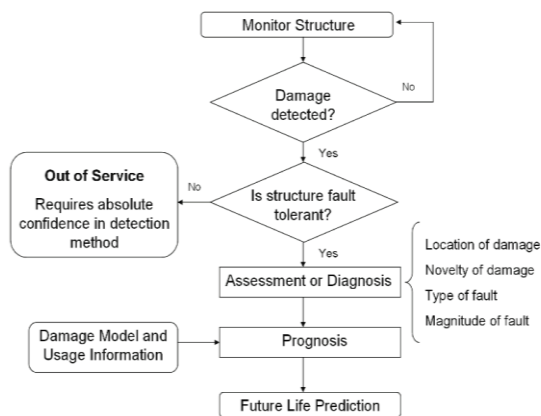 Monitor Structure
No
Damage
detected?
Yes
Out of Service
Requires absolute
confidence in detection
method
No
Is structure fault
tolerant?
Yes
Location of damage
Novelty of damage
Type of fault
Magnitude of fault
Assessment or Diagnosis
Damage Model and
Usage Information
Prognosis
Future Life Prediction